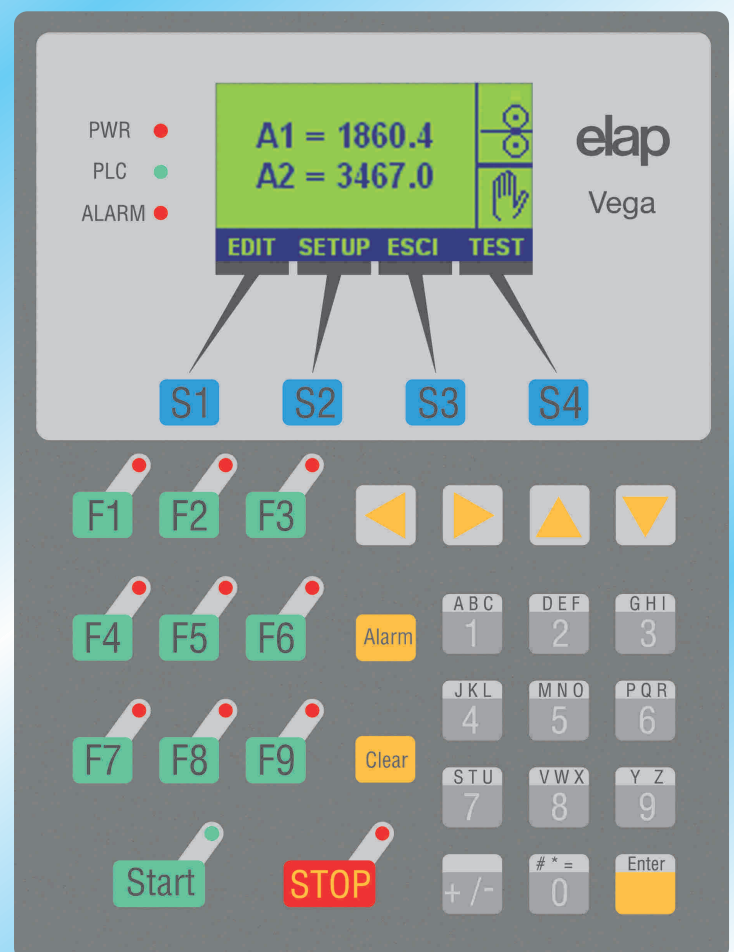 PWR
PLC
ALARM
A1 = 1860.4
A2 = 3467.0
EDIT SETUP ESCI TEST
elap
Vega
S1 S2 S3 S4
F1 F2 F3
F4 F5 F6
Alarm
F7 F8 F9
Clear
Start
STOP
ABC DEF GHI
1 2 3
JKL MNO PQR
4 5 6
STU VWX Y Z
7 8 9
# * = Enter
+/- 0